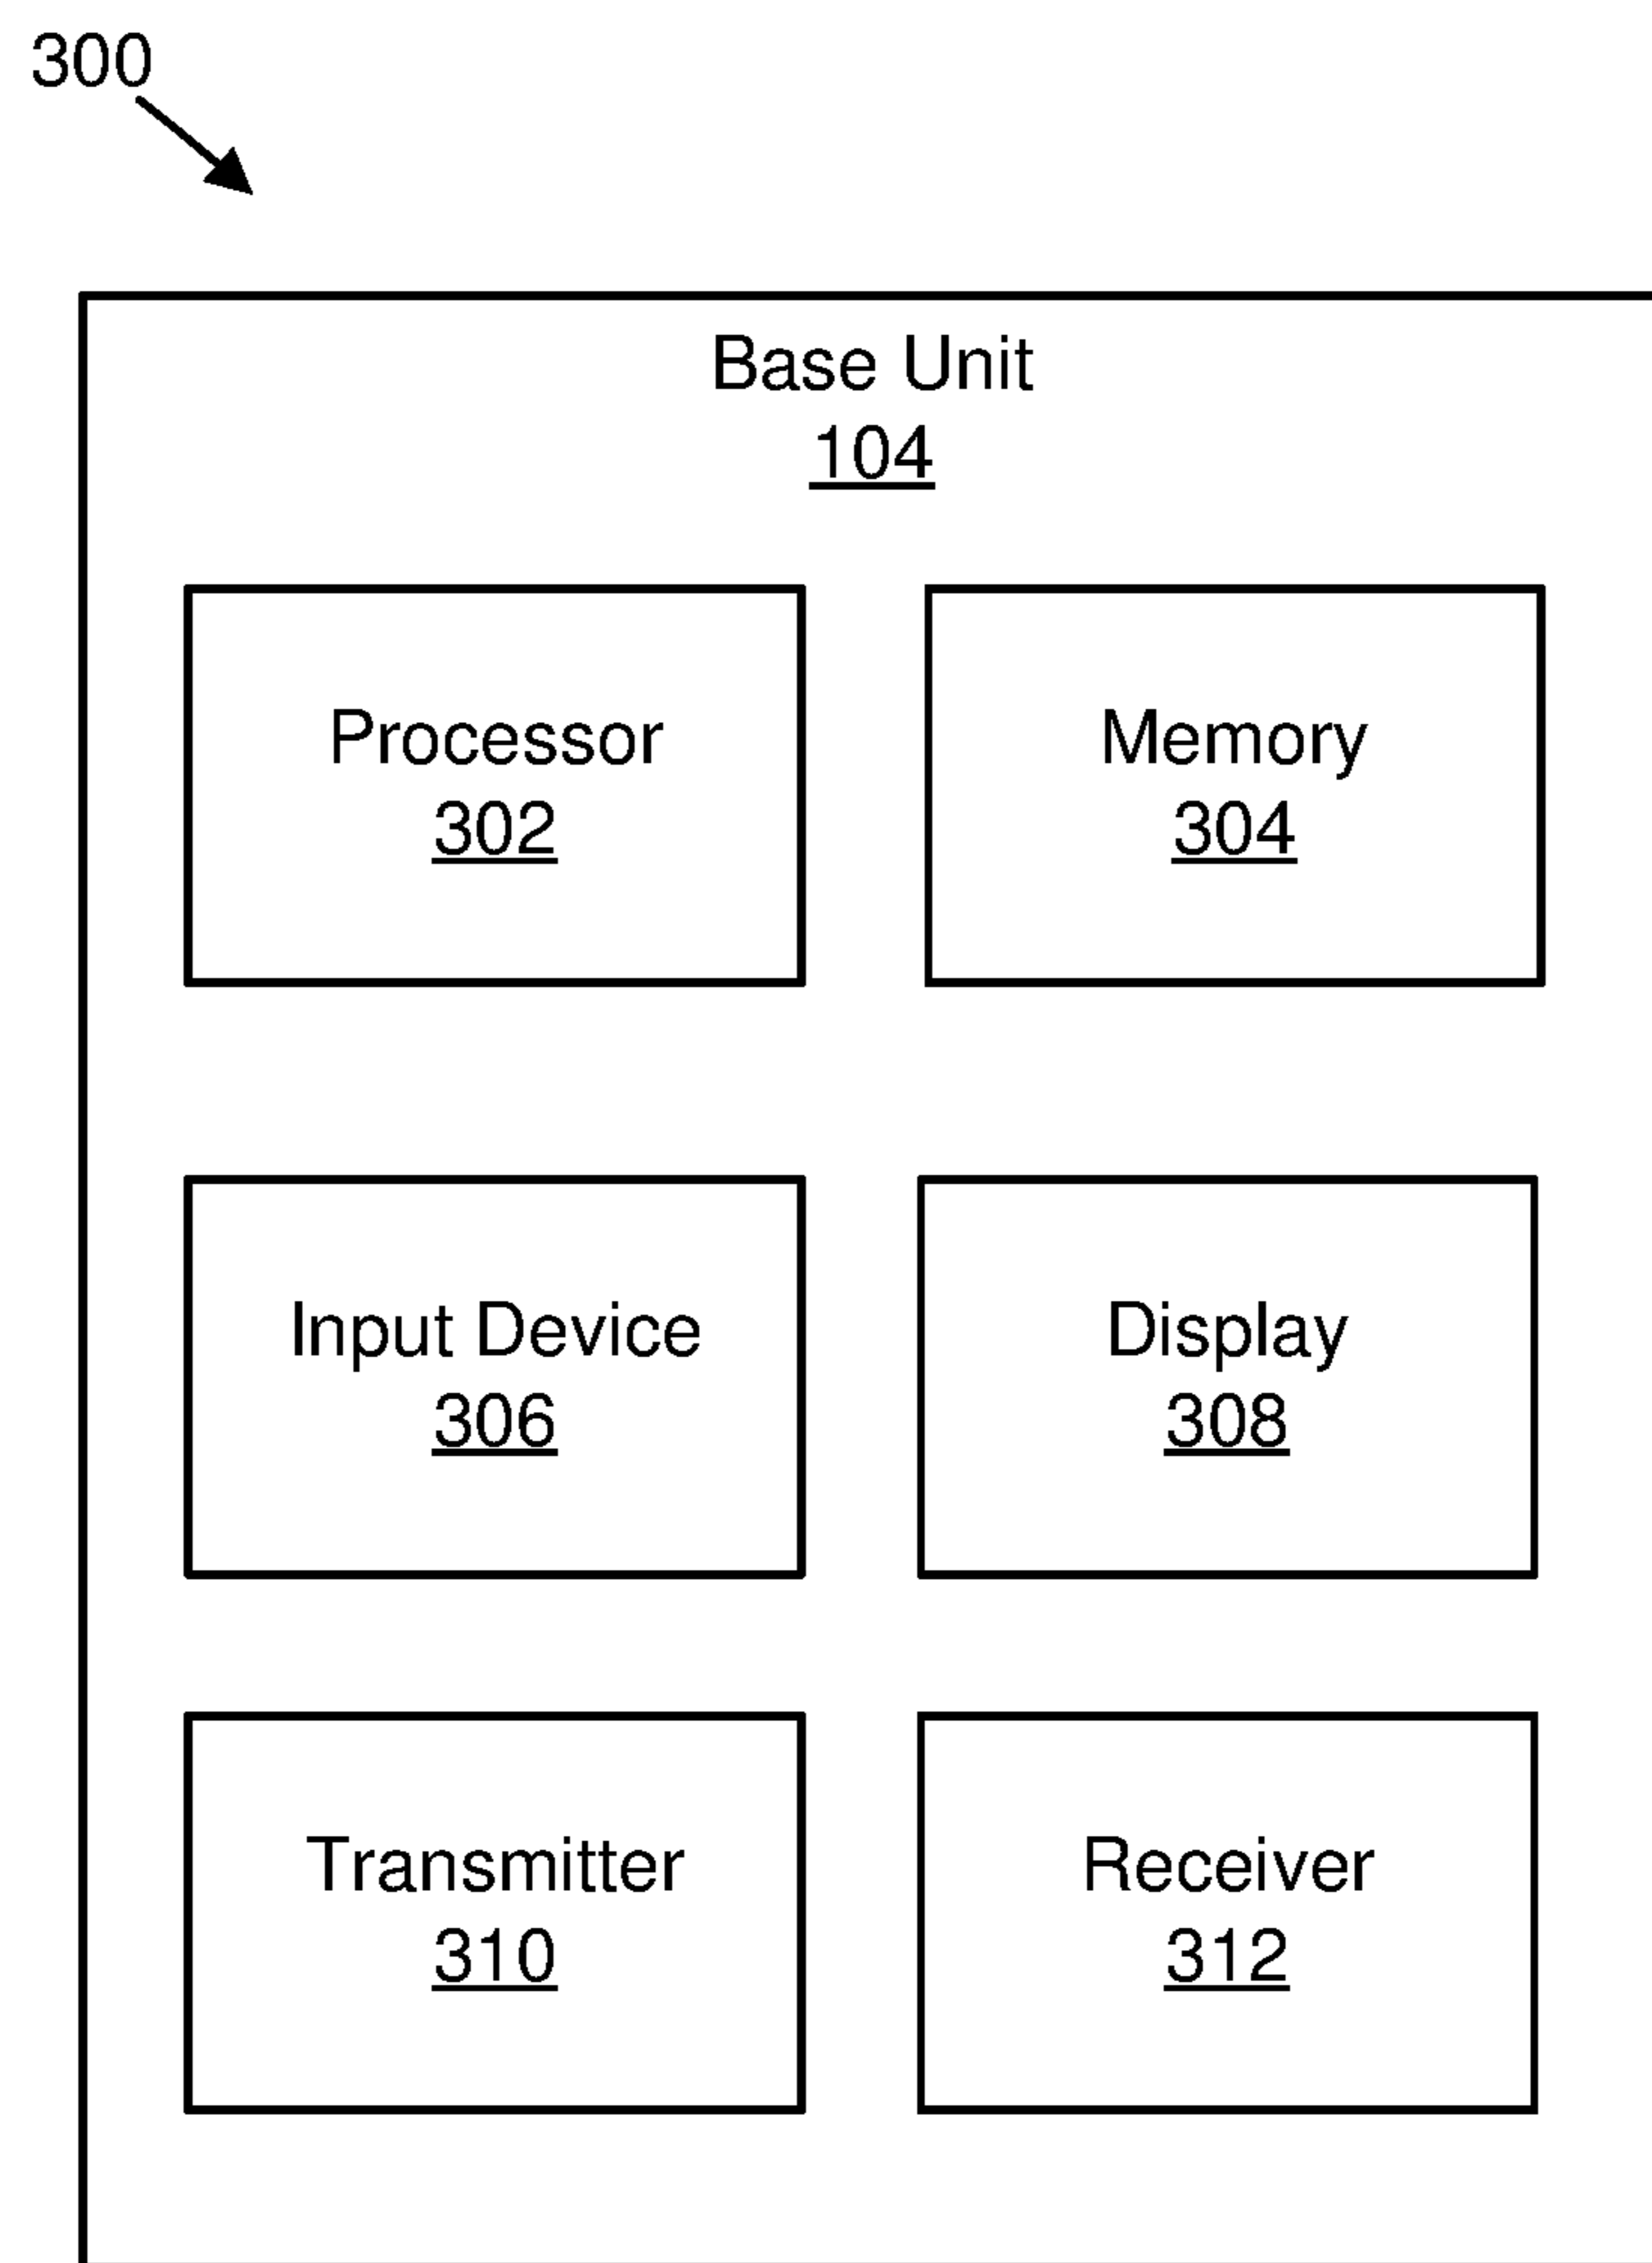 300
Base Unit
104
Processor
302
Memory
304
Input Device
306
Display
308
Transmitter
310
Receiver
312